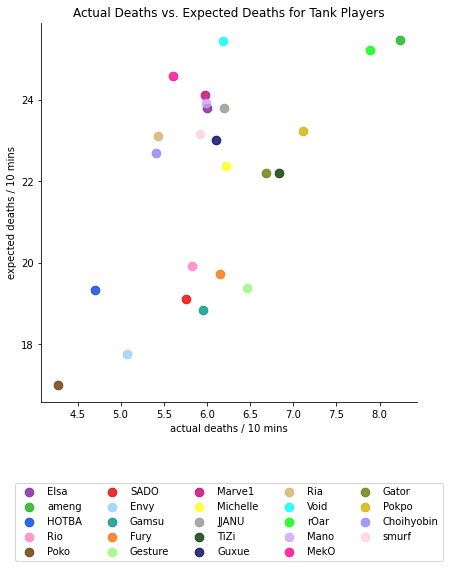 Actual Deaths vs. Expected Deaths for Tank Players
expected deaths / 10 mins
24
22
20
18
4.5 5.0 5.5 6.0 6.5 7.0 7.5 8.0
actual deaths / 10 mins
Elsa SADO Marve1 Ria Gator
ameng Envy Michelle Void Pokpo
HOTBA Gamsu JJANU rOar Choihyobin
Rio Fury TiZi Mano smurf
Poko Gesture Guxue MekO